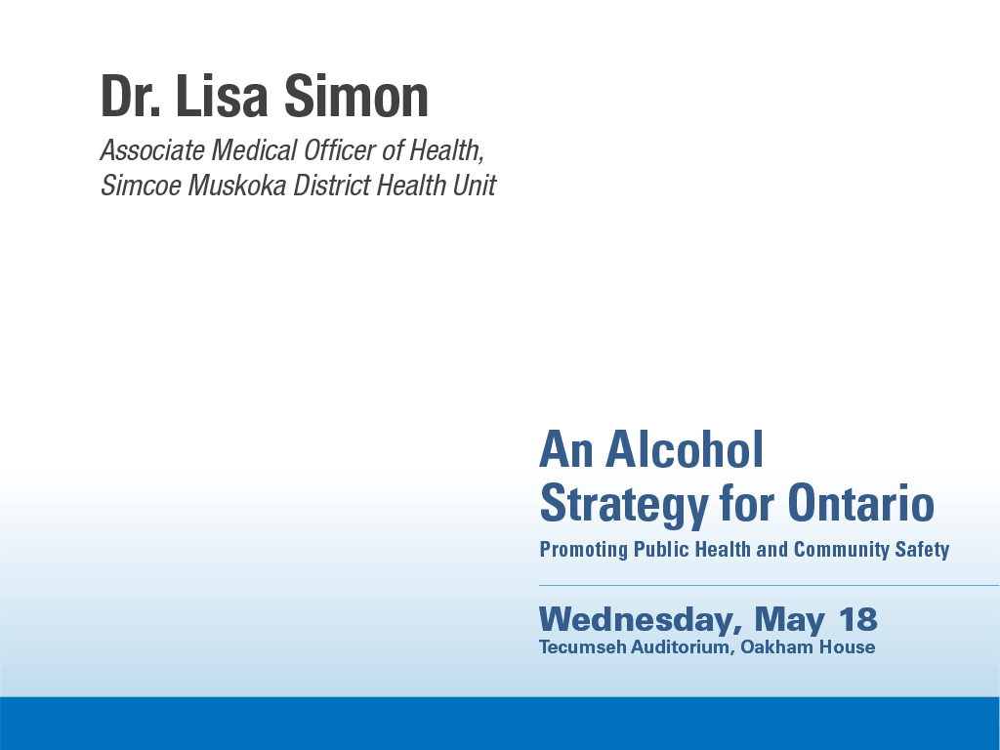 Dr. Lisa Simon
Associate Medical Officer of Health,
Simcoe Muskoka District Health Unit
An Alcohol
Strategy for Ontario
Promoting Public Health and Community Safety
Wednesday, May 18
Tecumseh Auditorium, Oakham House